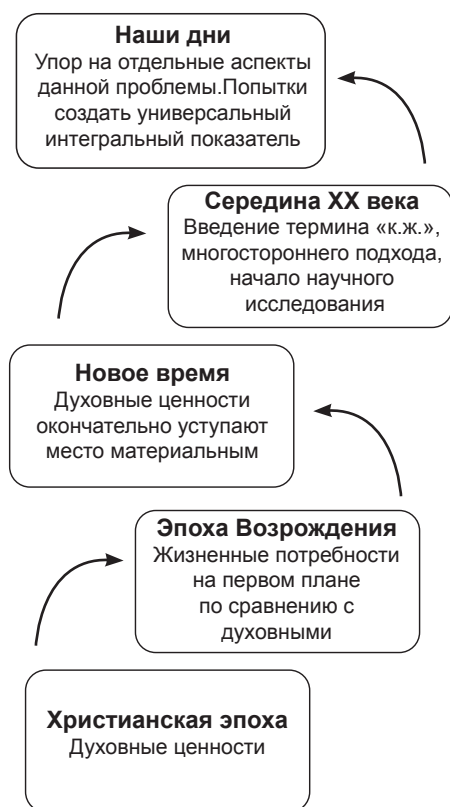 Наши дни
Упор на отдельные аспекты
данной проблемы.Попытки
создать универсальный
интегральный показатель
Середина XX века
Введение термина «к.ж.»,
многостороннего подхода,
начало научного
исследования
Новое время
Духовные ценности
окончательно уступают
место материальным
Эпоха Возрождения
Жизненные потребности
на первом плане
по сравнению с
духовными
Христианская эпоха
Духовные ценности